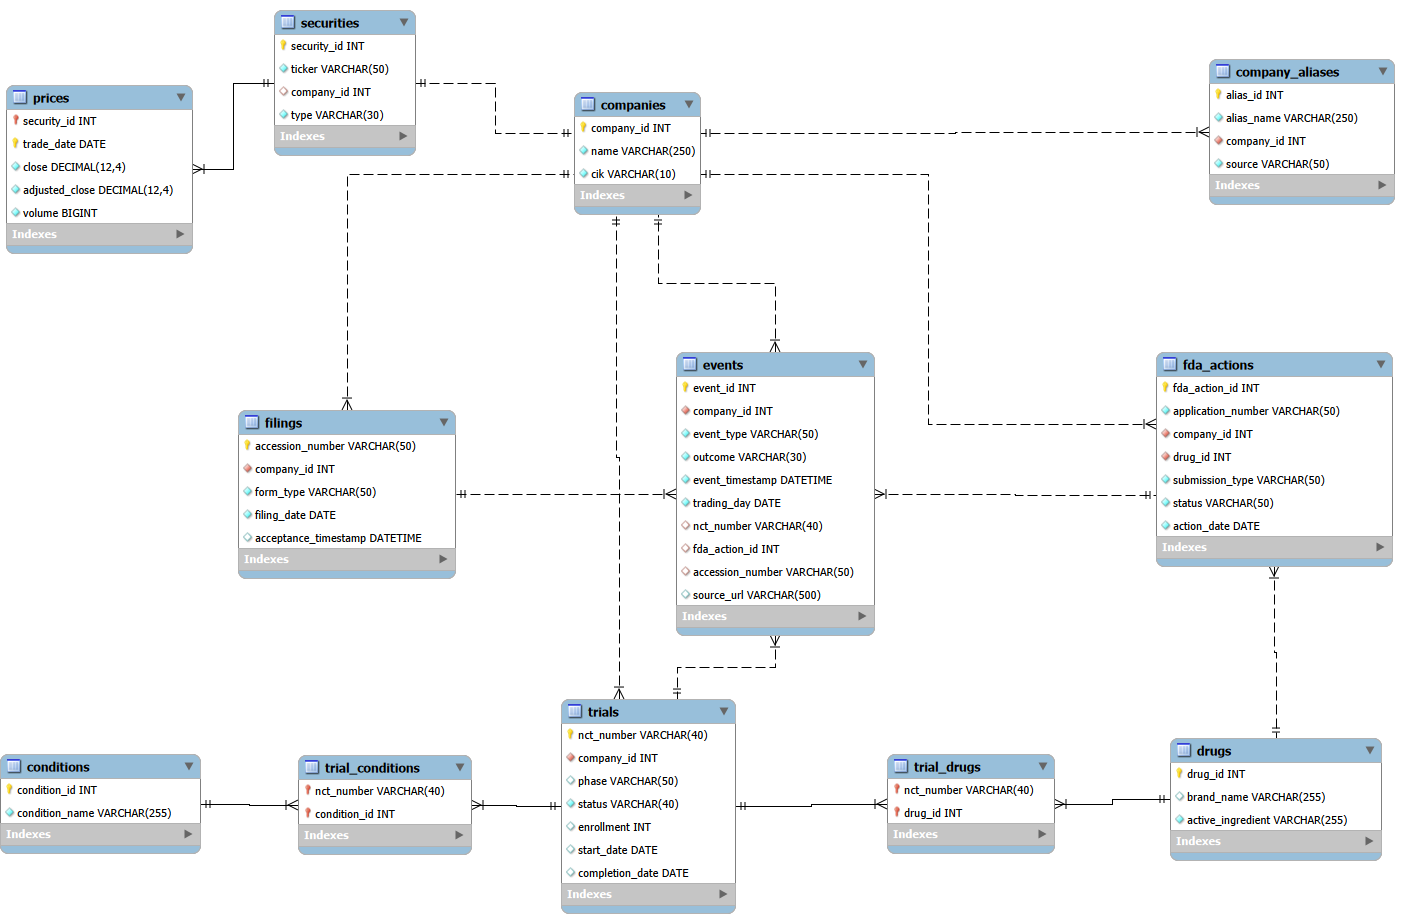 securities
security_id INT
ticker VARCHAR(50)
company_id INT
type VARCHAR(30)
Indexes
prices
security_id INT
trade_date DATE
close DECIMAL(12,4)
adjusted_close DECIMAL(12,4)
volume BIGINT
Indexes
companies
company_id INT
name VARCHAR(250)
cik VARCHAR(10)
Indexes
company_aliases
alias_id INT
alias_name VARCHAR(250)
company_id INT
source VARCHAR(50)
Indexes
filings
accession_number VARCHAR(50)
company_id INT
form_type VARCHAR(50)
filing_date DATE
acceptance_timestamp DATETIME
Indexes
events
event_id INT
company_id INT
event_type VARCHAR(50)
outcome VARCHAR(30)
event_timestamp DATETIME
trading_day DATE
nct_number VARCHAR(40)
fda_action_id INT
accession_number VARCHAR(50)
source_url VARCHAR(500)
Indexes
fda_actions
fda_action_id INT
application_number VARCHAR(50)
company_id INT
drug_id INT
submission_type VARCHAR(50)
status VARCHAR(50)
action_date DATE
Indexes
conditions
condition_id INT
condition_name VARCHAR(255)
Indexes
trial_conditions
nct_number VARCHAR(40)
condition_id INT
Indexes
trials
nct_number VARCHAR(40)
company_id INT
phase VARCHAR(50)
status VARCHAR(40)
enrollment INT
start_date DATE
completion_date DATE
Indexes
trial_drugs
nct_number VARCHAR(40)
drug_id INT
Indexes
drugs
drug_id INT
brand_name VARCHAR(255)
active_ingredient VARCHAR(255)
Indexes